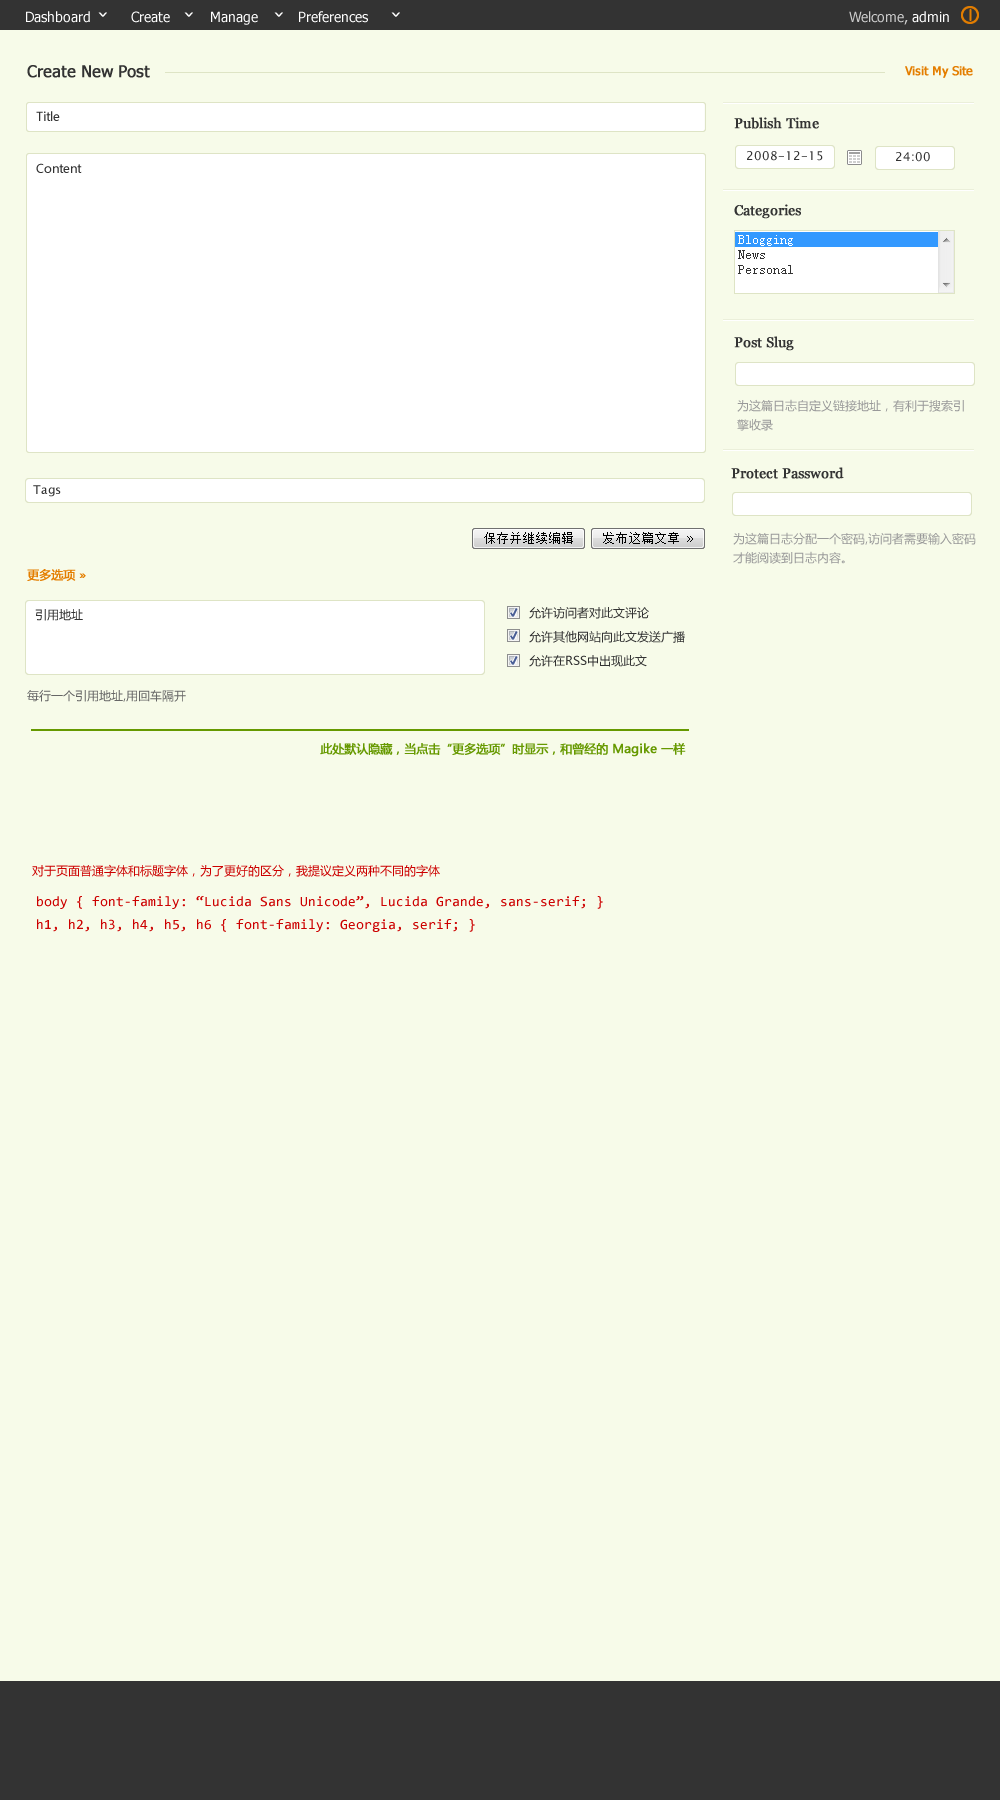 Dashboard Create Manage Preferences Welcome, admin
Create New Post Visit My Site
Title
Content
Tags
保存并继续编辑 发布这篇文章 »
更多选项 »
引用地址
允许访问者对此文评论
允许其他网站向此文发送广播
允许在RSS中出现此文
每行一个引用地址,用回车隔开
此处默认隐藏，当点击“更多选项”时显示，和曾经的 Magike 一样
Publish Time
2008-12-15 24:00
Categories
Blogging
News
Personal
Post Slug
为这篇日志自定义链接地址，有利于搜索引
擎收录
Protect Password
为这篇日志分配一个密码,访问者需要输入密码
才能阅读到日志内容。
对于页面普通字体和标题字体，为了更好的区分，我提议定义两种不同的字体
body { font-family: “Lucida Sans Unicode”, Lucida Grande, sans-serif; }
h1, h2, h3, h4, h5, h6 { font-family: Georgia, serif; }